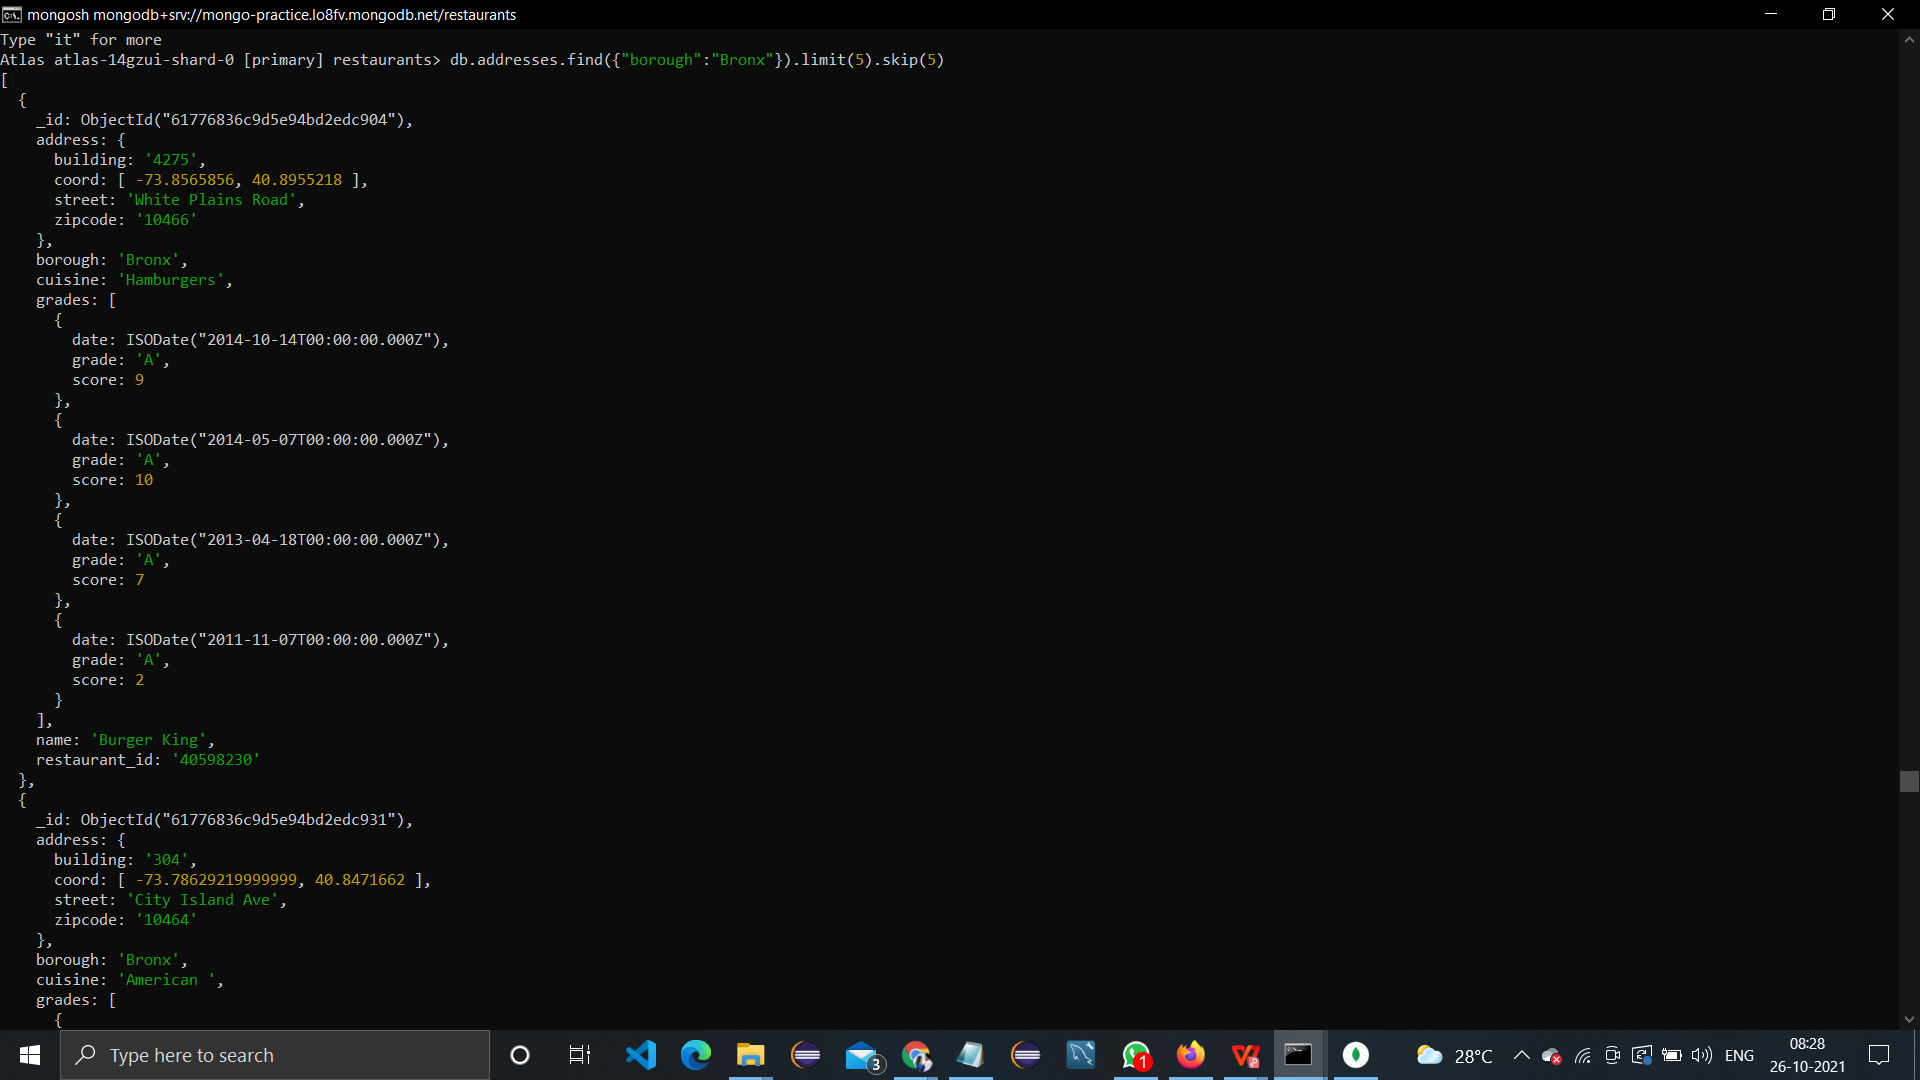 mongosh mongodb+srv://mongo-practice.lo8fv.mongodb.net/restaurants
Type "it" for more
Atlas atlas-14gzui-shard-0 [primary] restaurants> db.addresses.find({"borough":"Bronx"}).limit(5).skip(5)
[
  {
    _id: ObjectId("61776836c9d5e94bd2edc904"),
    address: {
      building: '4275',
      coord: [ -73.8565856, 40.8955218 ],
      street: 'White Plains Road',
      zipcode: '10466'
    },
    borough: 'Bronx',
    cuisine: 'Hamburgers',
    grades: [
      {
        date: ISODate("2014-10-14T00:00:00.000Z"),
        grade: 'A',
        score: 9
      },
      {
        date: ISODate("2014-05-07T00:00:00.000Z"),
        grade: 'A',
        score: 10
      },
      {
        date: ISODate("2013-04-18T00:00:00.000Z"),
        grade: 'A',
        score: 7
      },
      {
        date: ISODate("2011-11-07T00:00:00.000Z"),
        grade: 'A',
        score: 2
      }
    ],
    name: 'Burger King',
    restaurant_id: '40598230'
  },
  {
    _id: ObjectId("61776836c9d5e94bd2edc931"),
    address: {
      building: '304',
      coord: [ -73.78629219999999, 40.8471662 ],
      street: 'City Island Ave',
      zipcode: '10464'
    },
    borough: 'Bronx',
    cuisine: 'American ',
    grades: [
      {
Type here to search
3
1
28°C
ENG
08:28
26-10-2021